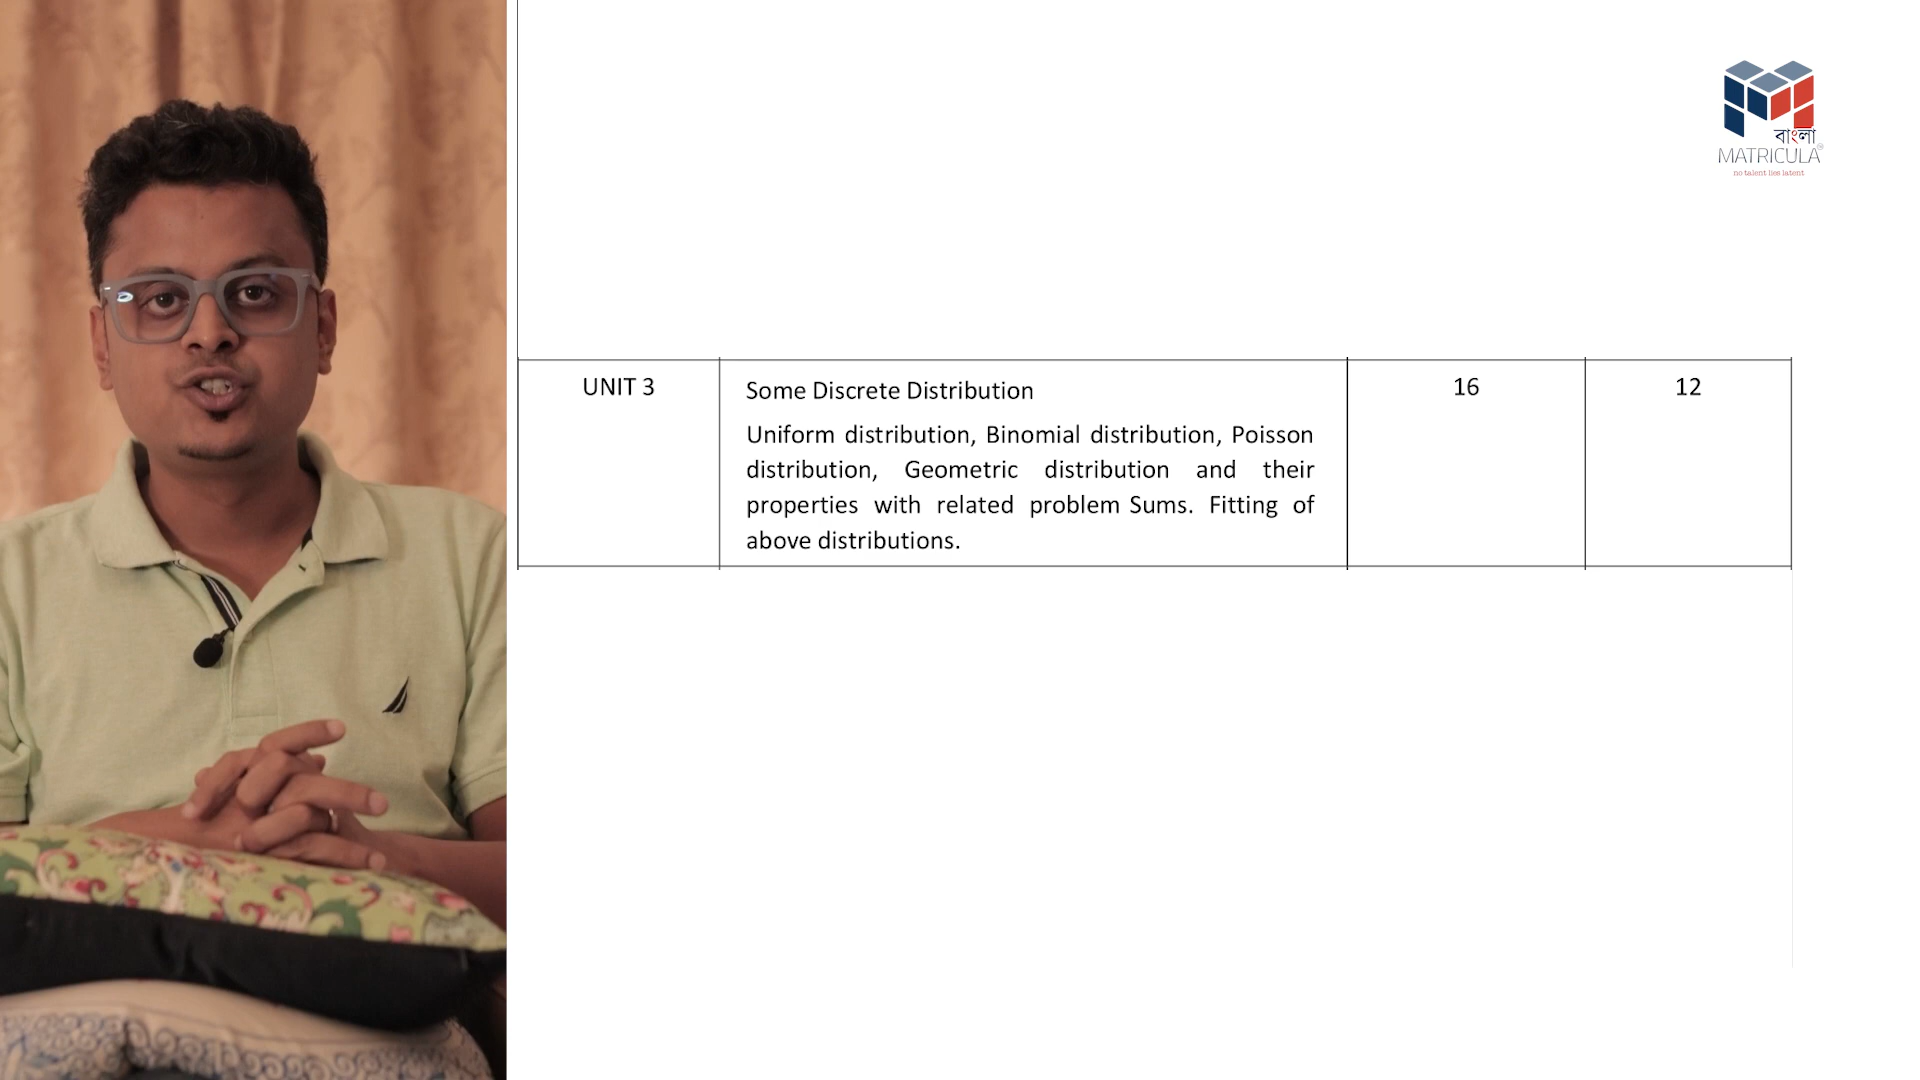 বাংলা
MATRICULA
no talent lies latent
UNIT 3
Some Discrete Distribution
16
12
Uniform distribution, Binomial distribution, Poisson
distribution, Geometric distribution and their
properties with related problem Sums. Fitting of
above distributions.